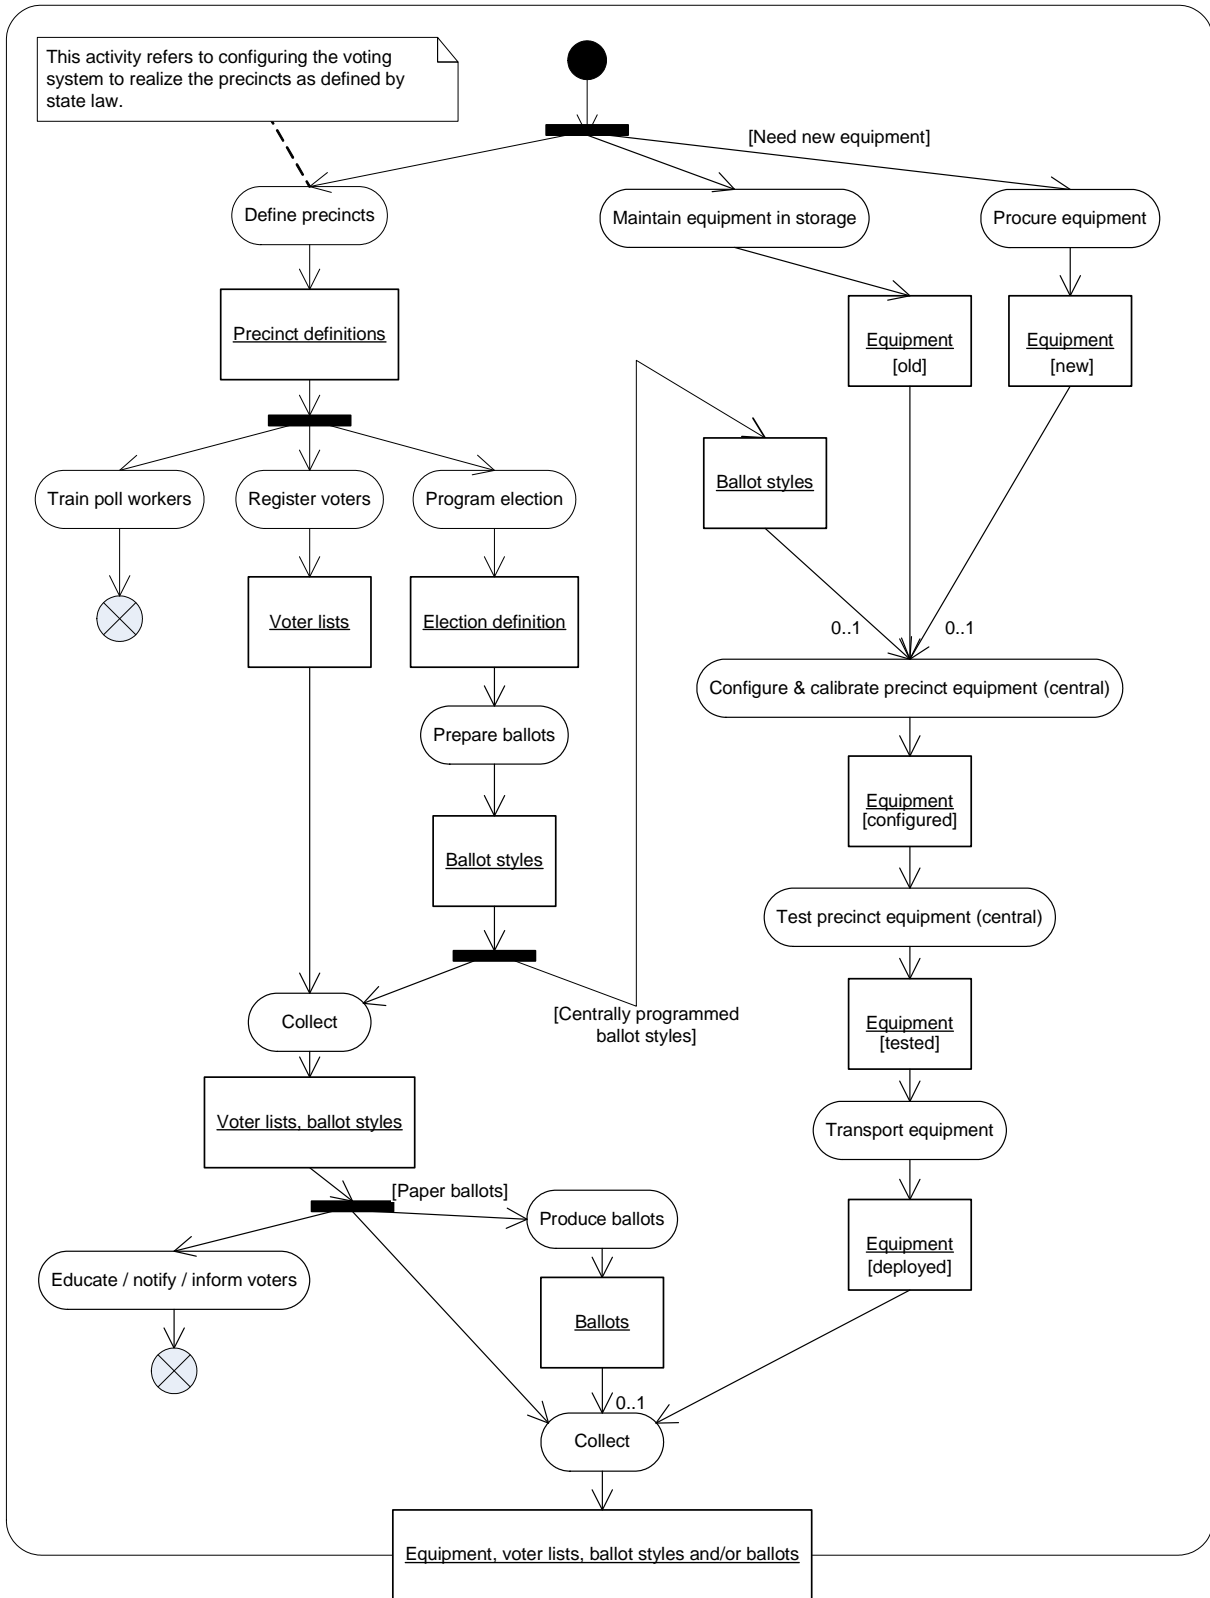 This activity refers to configuring the voting
system to realize the precincts as defined by
state law.
[Need new equipment]
Define precincts
Maintain equipment in storage
Procure equipment
Precinct definitions
Equipment
[old]
Equipment
[new]
Ballot styles
Train poll workers
Register voters
Program election
Voter lists
Election definition
0..1
0..1
Configure & calibrate precinct equipment (central)
Prepare ballots
Equipment
[configured]
Ballot styles
Test precinct equipment (central)
Collect
[Centrally programmed
ballot styles]
Equipment
[tested]
Voter lists, ballot styles
Transport equipment
[Paper ballots]
Produce ballots
Equipment
[deployed]
Educate / notify / inform voters
Ballots
0..1
Collect
Equipment, voter lists, ballot styles and/or ballots